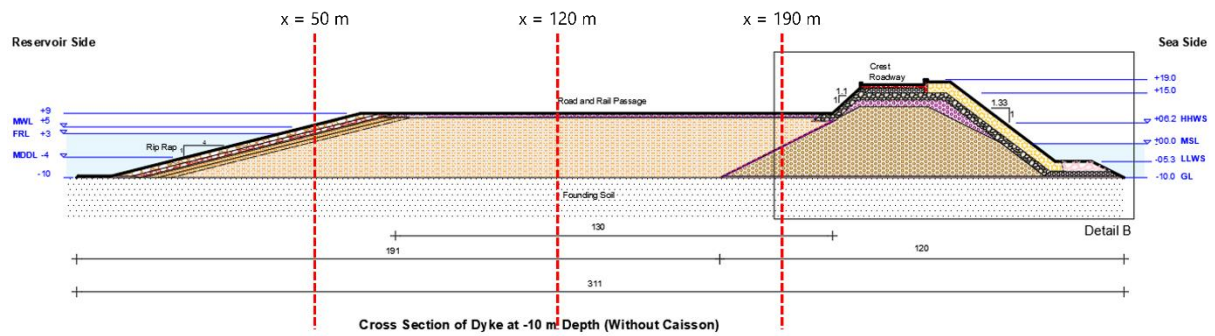 x = 50 m
x = 120 m
x = 190 m
Reservoir Side
Sea Side
Crest
Roadway
+19.0
+15.0
1.1
1
1.33
1
+9
Road and Rail Passage
MWL +5
FRL +3
+06.2 HHWS
Rip Rap
4
1
±00.0 MSL
MDDL -4
-05.3 LLWS
-10
-10.0 GL
Founding Soil
Detail B
130
191
120
311
Cross Section of Dyke at -10 m Depth (Without Caisson)